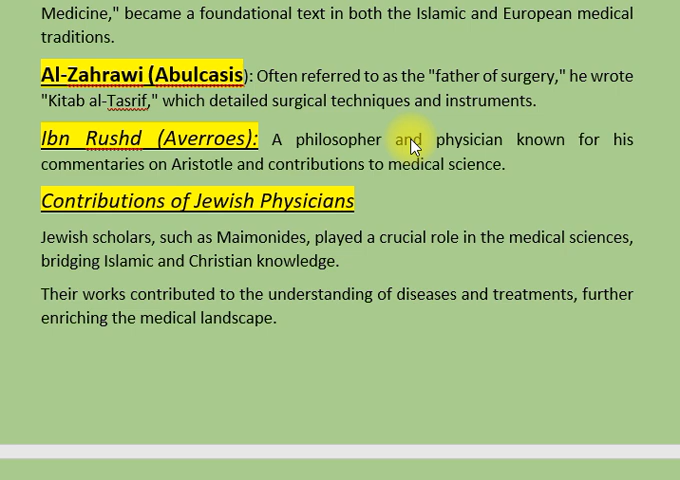 Medicine," became a foundational text in both the Islamic and European medical
traditions.
Al-Zahrawi (Abulcasis): Often referred to as the "father of surgery," he wrote
"Kitab al-Tasrif," which detailed surgical techniques and instruments.
Ibn Rushd (Averroes): A philosopher and physician known for his
commentaries on Aristotle and contributions to medical science.
Contributions of Jewish Physicians
Jewish scholars, such as Maimonides, played a crucial role in the medical sciences,
bridging Islamic and Christian knowledge.
Their works contributed to the understanding of diseases and treatments, further
enriching the medical landscape.